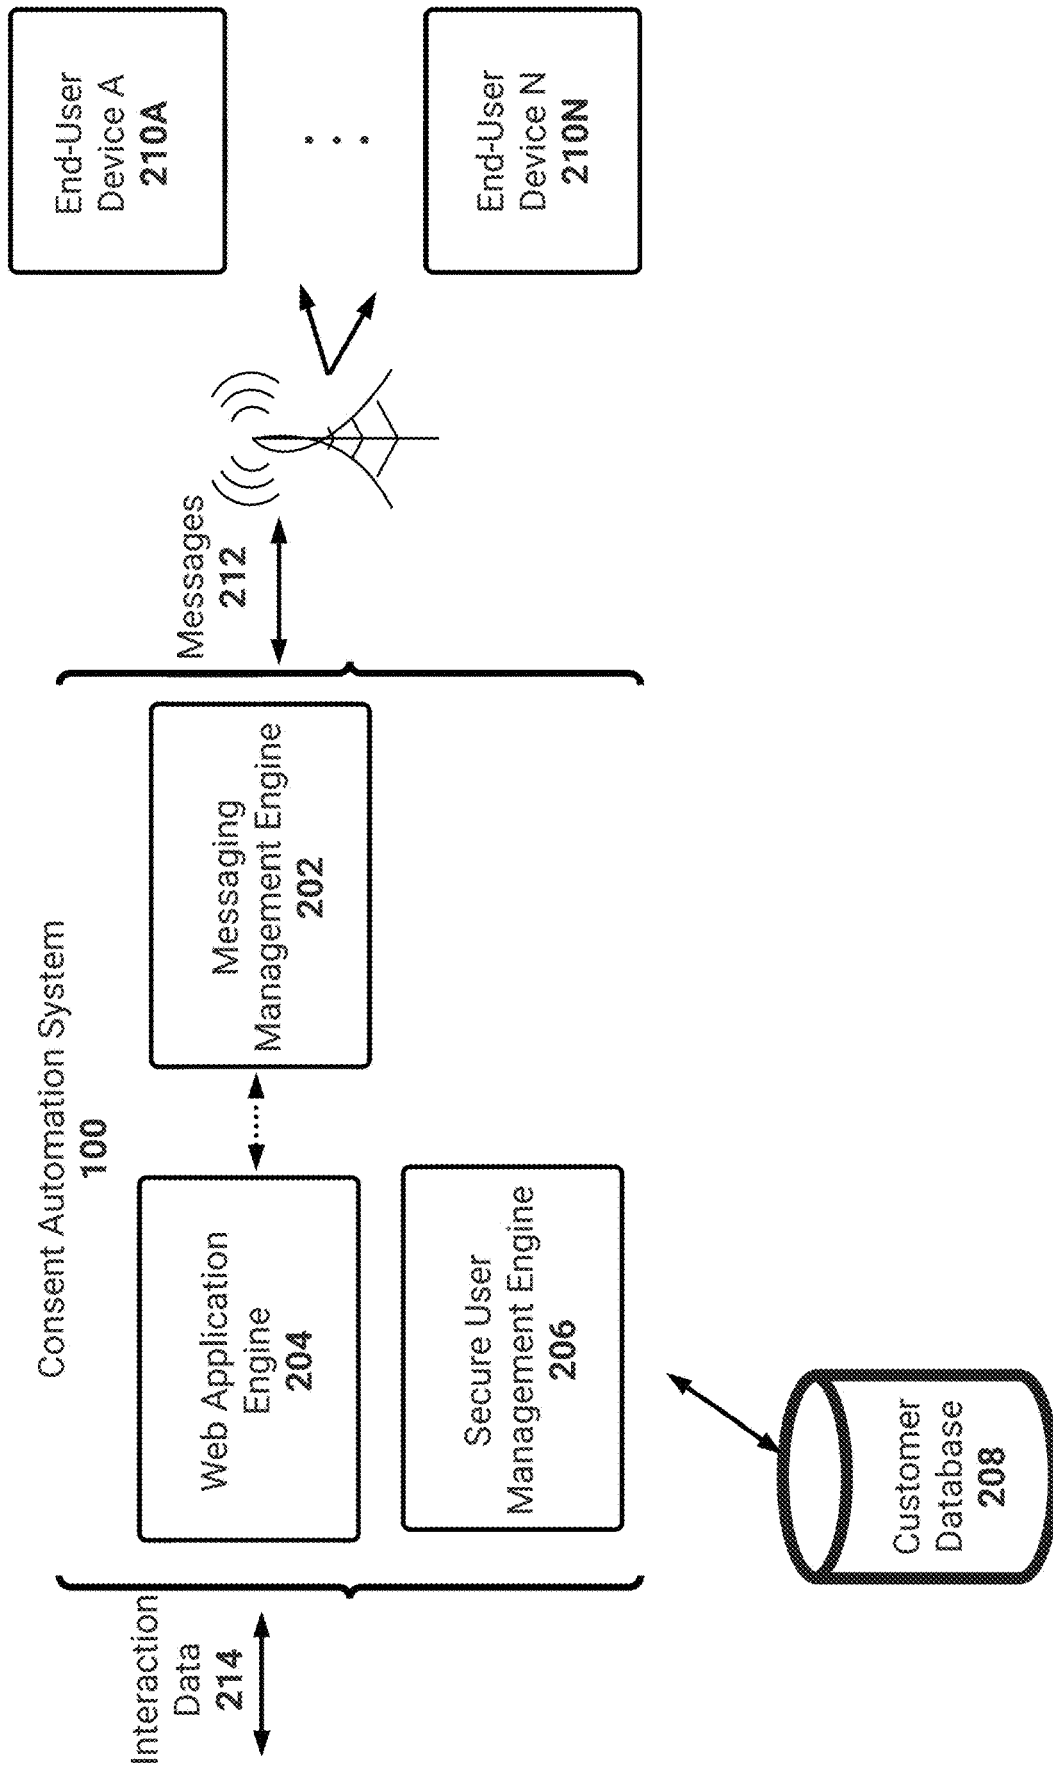 Consent Automation System
100
Interaction
Data
214
Web Application
Engine
204
Messaging
Management Engine
202
Secure User
Management Engine
206
Customer
Database
208
Messages
212
End-User
Device A
210A
End-User
Device N
210N